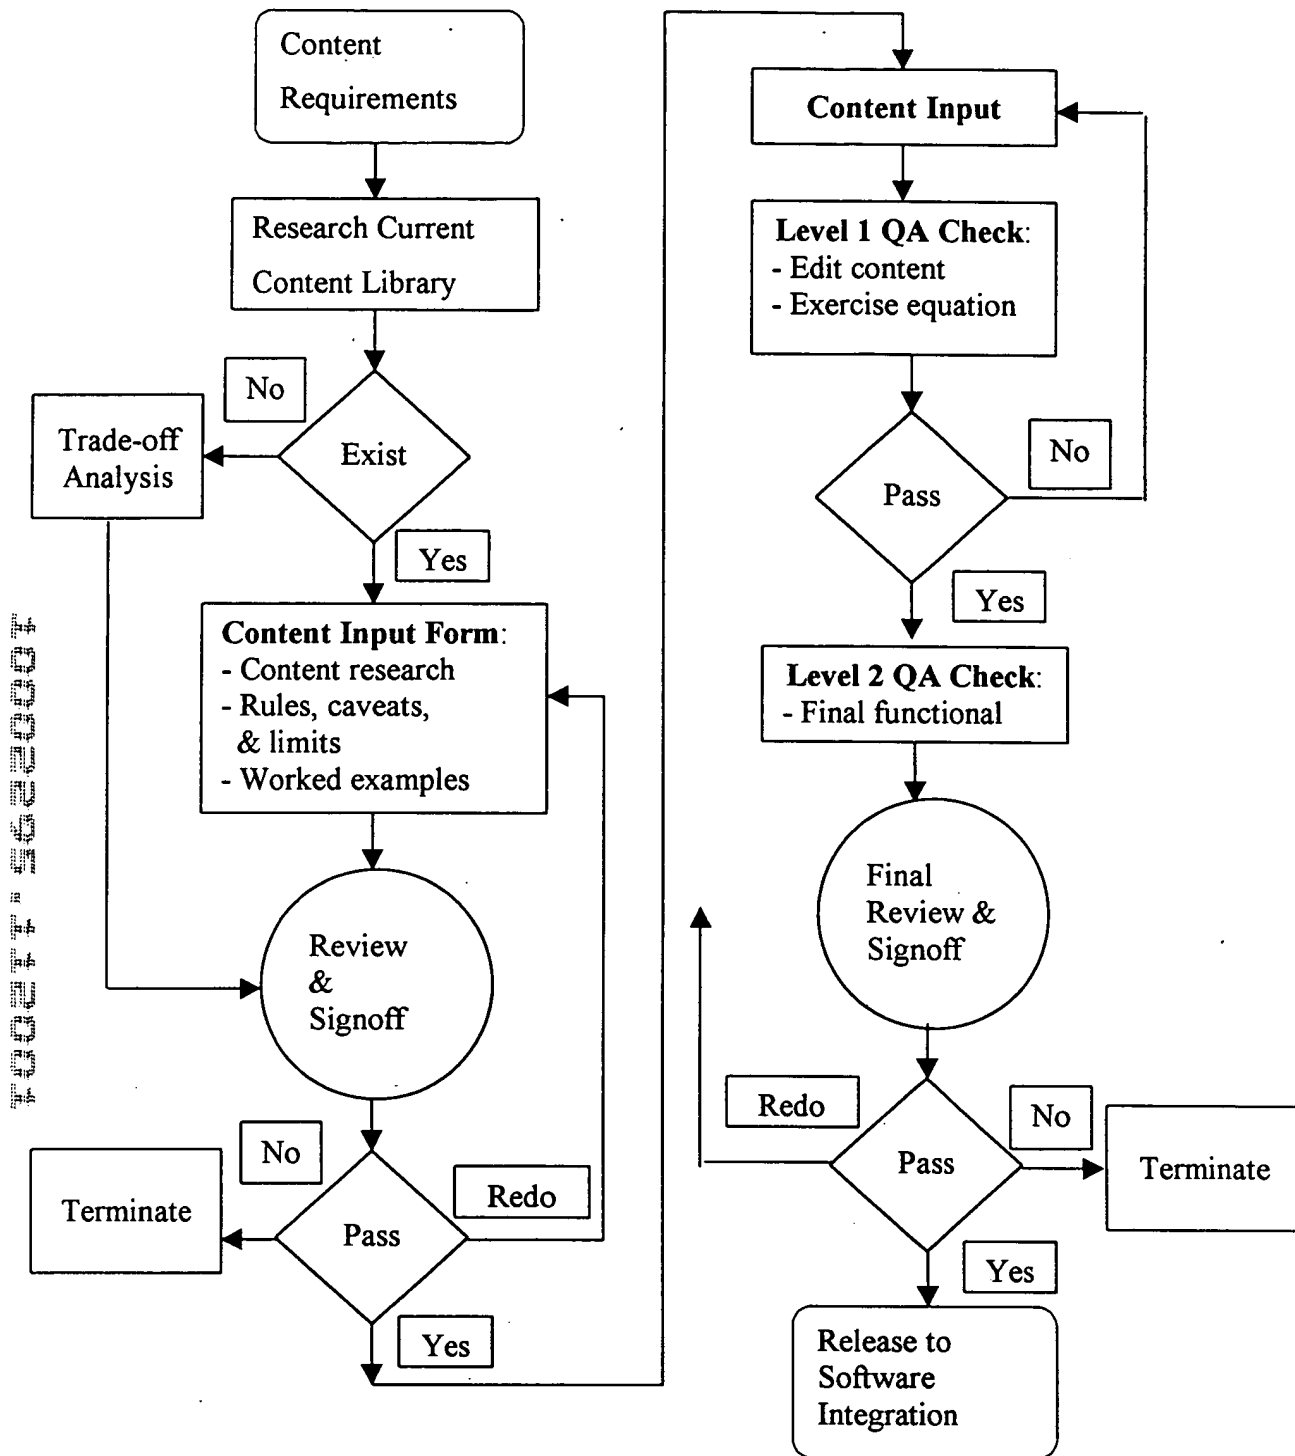 Content
Requirements
Research Current
Content Library
No
Trade-off
Analysis
Exist
Yes
Content Input Form:
- Content research
- Rules, caveats,
& limits
- Worked examples
Review
&
Signoff
No
Redo
Terminate
Pass
Yes
Content Input
Level 1 QA Check:
- Edit content
- Exercise equation
No
Pass
Yes
Level 2 QA Check:
- Final functional
Final
Review &
Signoff
Redo
No
Pass
Terminate
Yes
Release to
Software
Integration